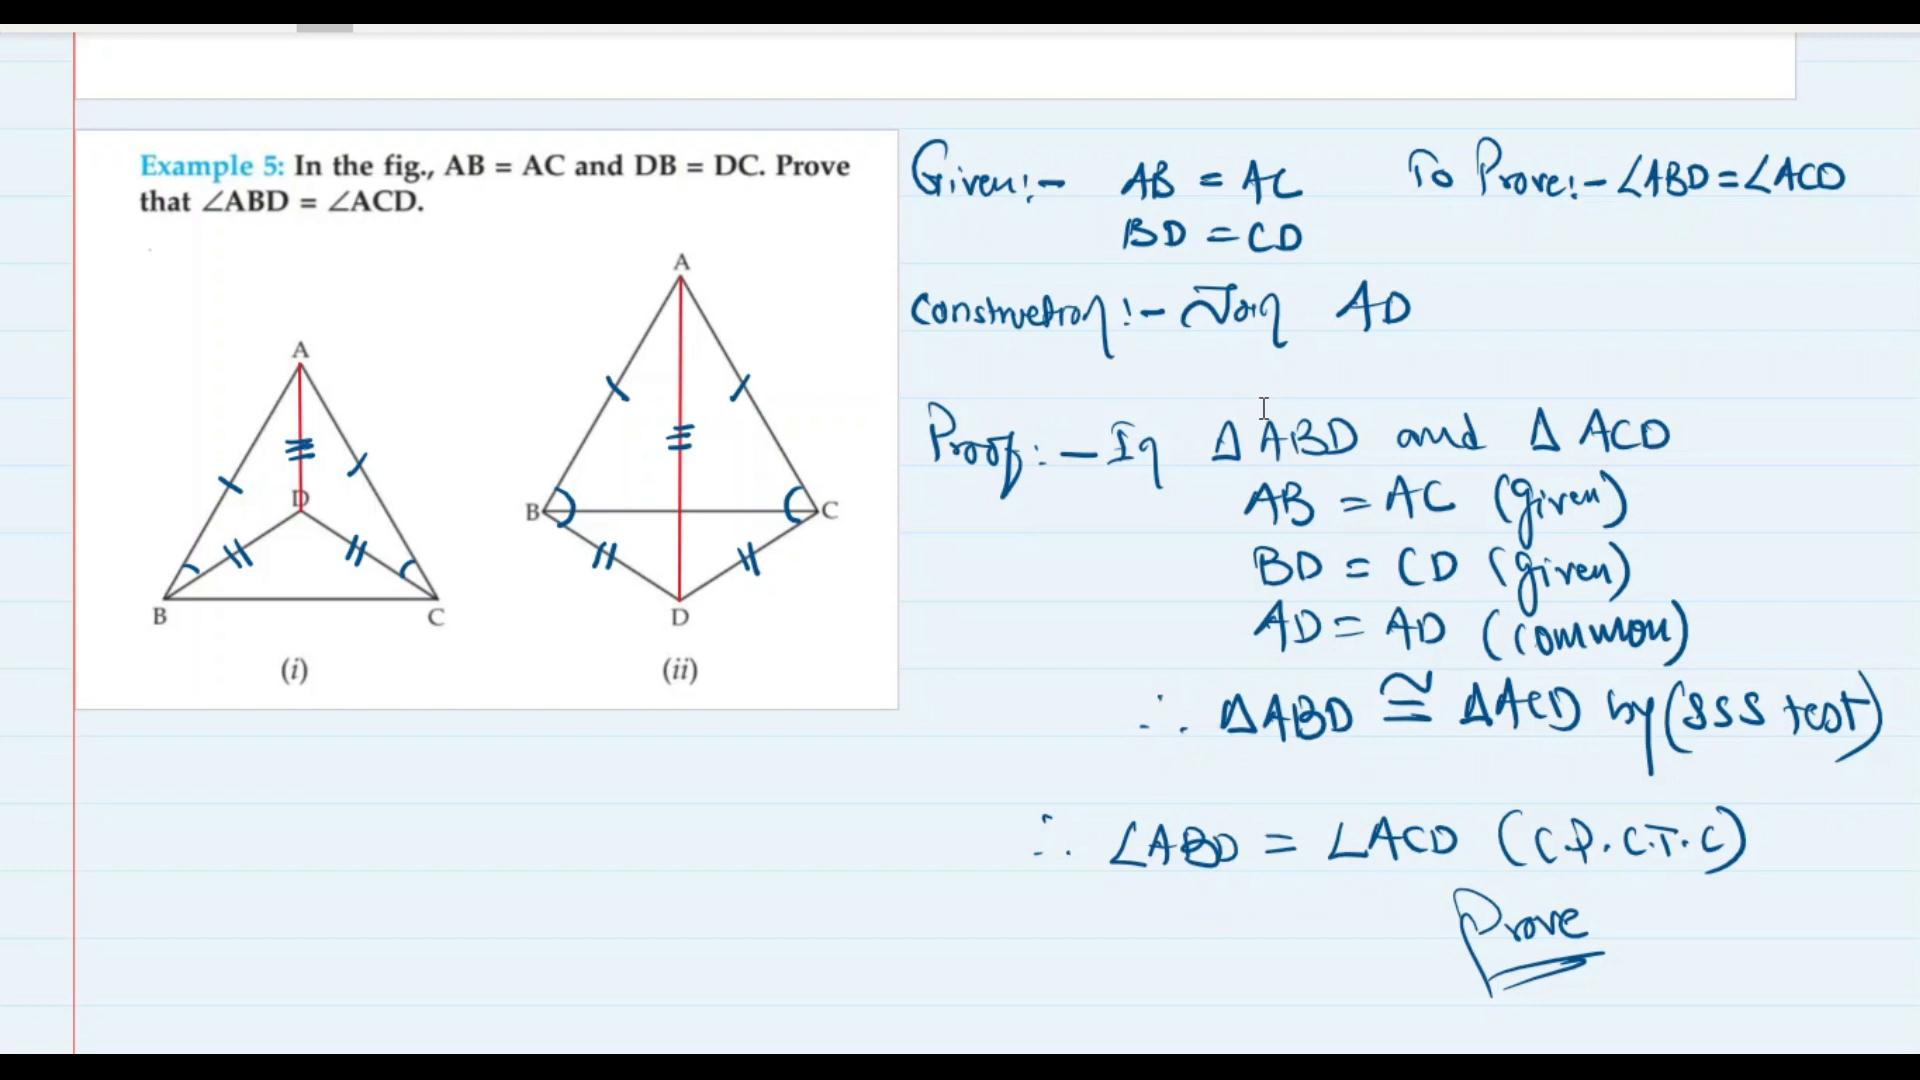 Example 5: In the fig., AB = AC and DB = DC. Prove
that ∠ABD = ∠ACD.
A
D
B
C
(i)
A
B
C
D
(ii)
Given:- AB = AC To Prove:- ∠ABD = ∠ACD
BD = CD
Construction:- Join AD
Proof:- In Δ ABD and Δ ACD
AB = AC (given)
BD = CD (given)
AD = AD (common)
∴ ΔABD ≅ ΔACD by (SSS test)
∴ ∠ABD = ∠ACD (C.P.C.T.C)
Prove